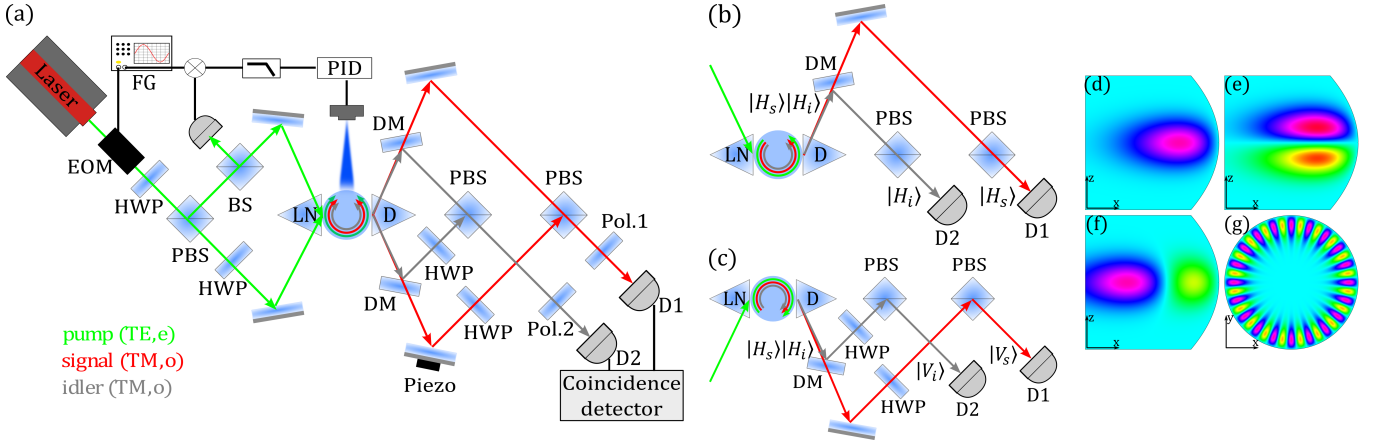 (a)
Laser
FG
PID
EOM
HWP
BS
PBS
HWP
LN
D
DM
PBS
PBS
Pol.1
HWP
DM
HWP
Pol.2
D1
D2
Piezo
Coincidence
detector
pump (TE,e)
signal (TM,o)
idler (TM,o)
(b)
DM
|H_s⟩|H_i⟩
PBS
PBS
LN
D
|H_i⟩
|H_s⟩
D2
D1
(c)
PBS
PBS
LN
D
|H_s⟩|H_i⟩
HWP
DM
|V_i⟩
|V_s⟩
HWP
D2
D1
(d)
z
x
(e)
z
x
(f)
z
x
(g)
y
x